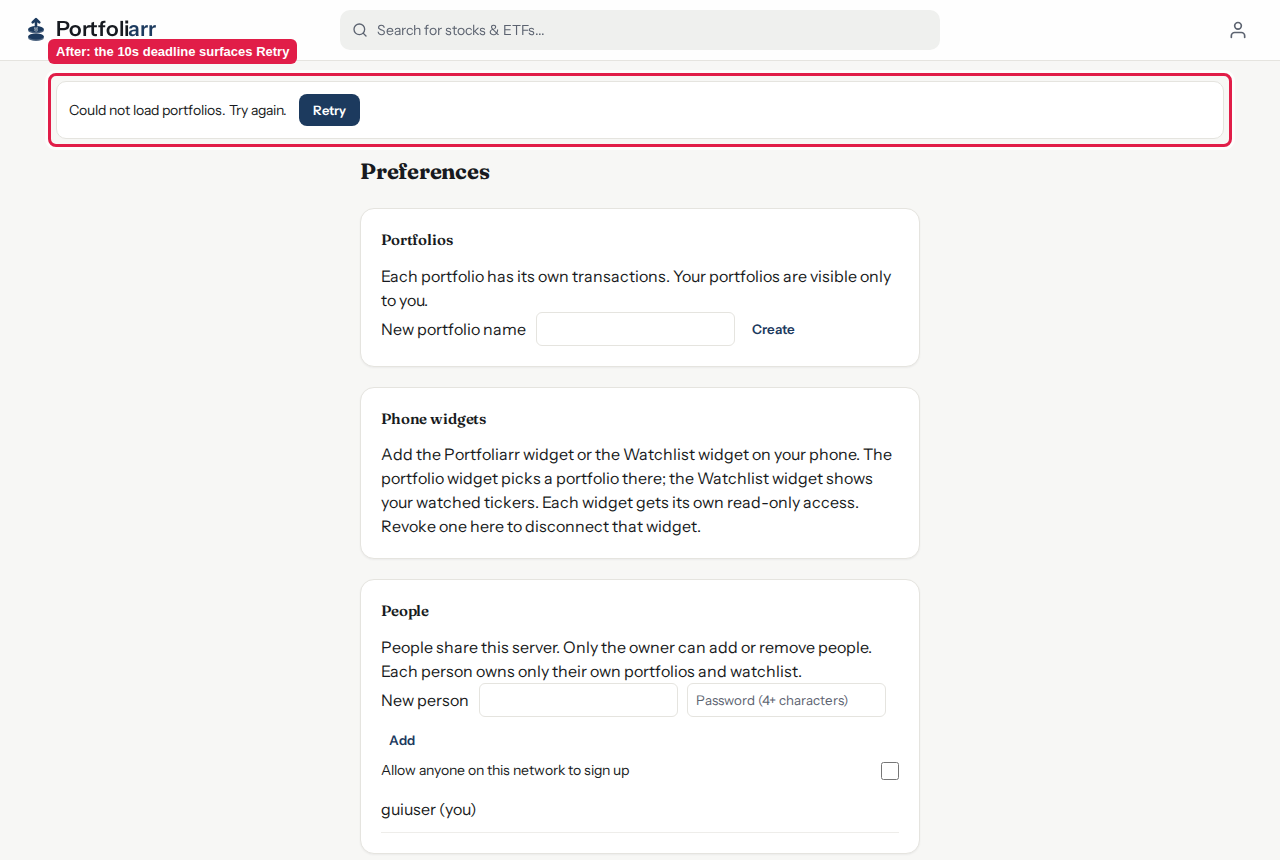 Portfoliarr
Search for stocks & ETFs...
After: the 10s deadline surfaces Retry
Could not load portfolios. Try again.
Retry
Preferences
Portfolios
Each portfolio has its own transactions. Your portfolios are visible only
to you.
New portfolio name
Create
Phone widgets
Add the Portfoliarr widget or the Watchlist widget on your phone. The
portfolio widget picks a portfolio there; the Watchlist widget shows
your watched tickers. Each widget gets its own read-only access.
Revoke one here to disconnect that widget.
People
People share this server. Only the owner can add or remove people.
Each person owns only their own portfolios and watchlist.
New person
Password (4+ characters)
Add
Allow anyone on this network to sign up
guiuser (you)